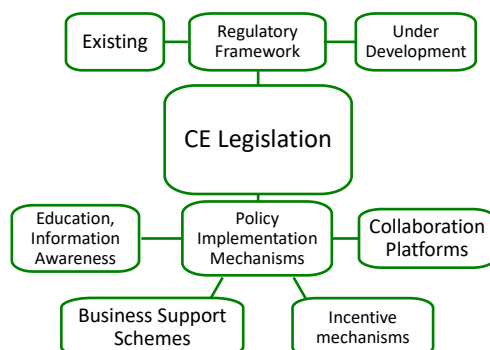 Existing
Regulatory
Framework
Under
Development
CE Legislation
Education,
Information
Awareness
Policy
Implementation
Mechanisms
Collaboration
Platforms
Business Support
Schemes
Incentive
mechanisms